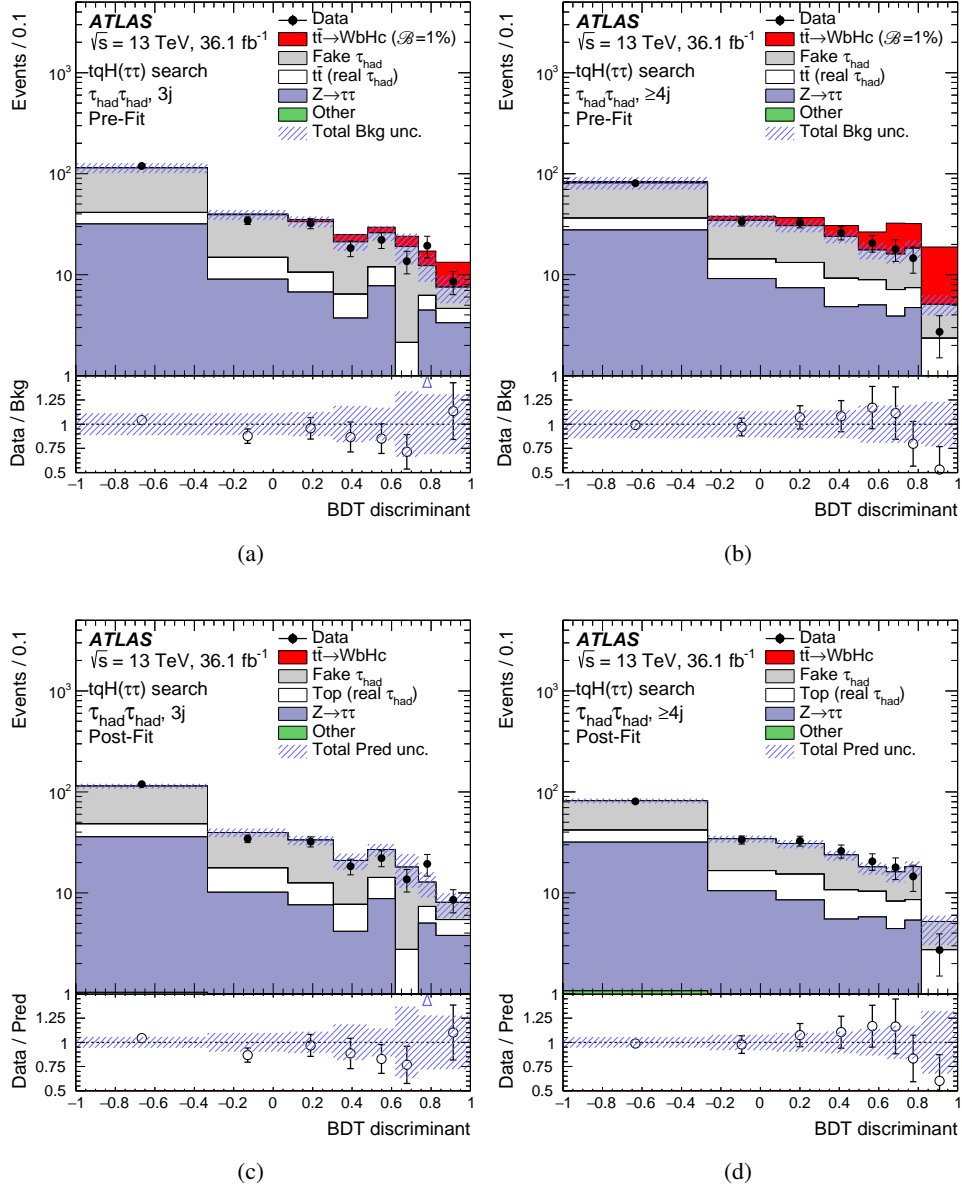 Events / 0.1
10³
10²
10
1
ATLAS
√s = 13 TeV, 36.1 fb⁻¹
tqH(ττ) search
τhadτhad, 3j
Pre-Fit
Data
tt̄→WbHc (ℬ=1%)
Fake τhad
tt̄ (real τhad)
Z→ττ
Other
Total Bkg unc.
Data / Bkg
1.25
1
0.75
0.5
−1 −0.8 −0.6 −0.4 −0.2 0 0.2 0.4 0.6 0.8 1
BDT discriminant
(a)
Events / 0.1
10³
10²
10
1
ATLAS
√s = 13 TeV, 36.1 fb⁻¹
tqH(ττ) search
τhadτhad, ≥4j
Pre-Fit
Data
tt̄→WbHc (ℬ=1%)
Fake τhad
tt̄ (real τhad)
Z→ττ
Other
Total Bkg unc.
Data / Bkg
1.25
1
0.75
0.5
−1 −0.8 −0.6 −0.4 −0.2 0 0.2 0.4 0.6 0.8 1
BDT discriminant
(b)
Events / 0.1
10³
10²
10
1
ATLAS
√s = 13 TeV, 36.1 fb⁻¹
tqH(ττ) search
τhadτhad, 3j
Post-Fit
Data
tt̄→WbHc
Fake τhad
Top (real τhad)
Z→ττ
Other
Total Pred unc.
Data / Pred
1.25
1
0.75
0.5
−1 −0.8 −0.6 −0.4 −0.2 0 0.2 0.4 0.6 0.8 1
BDT discriminant
(c)
Events / 0.1
10³
10²
10
1
ATLAS
√s = 13 TeV, 36.1 fb⁻¹
tqH(ττ) search
τhadτhad, ≥4j
Post-Fit
Data
tt̄→WbHc
Fake τhad
Top (real τhad)
Z→ττ
Other
Total Pred unc.
Data / Pred
1.25
1
0.75
0.5
−1 −0.8 −0.6 −0.4 −0.2 0 0.2 0.4 0.6 0.8 1
BDT discriminant
(d)